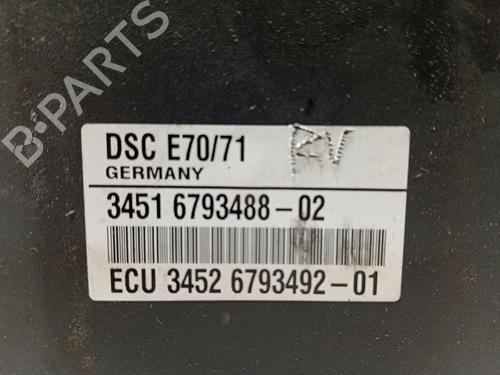 B-PARTS
DSC E70/71
GERMANY
3451 6793488-02
ECU 3452 6793492-01